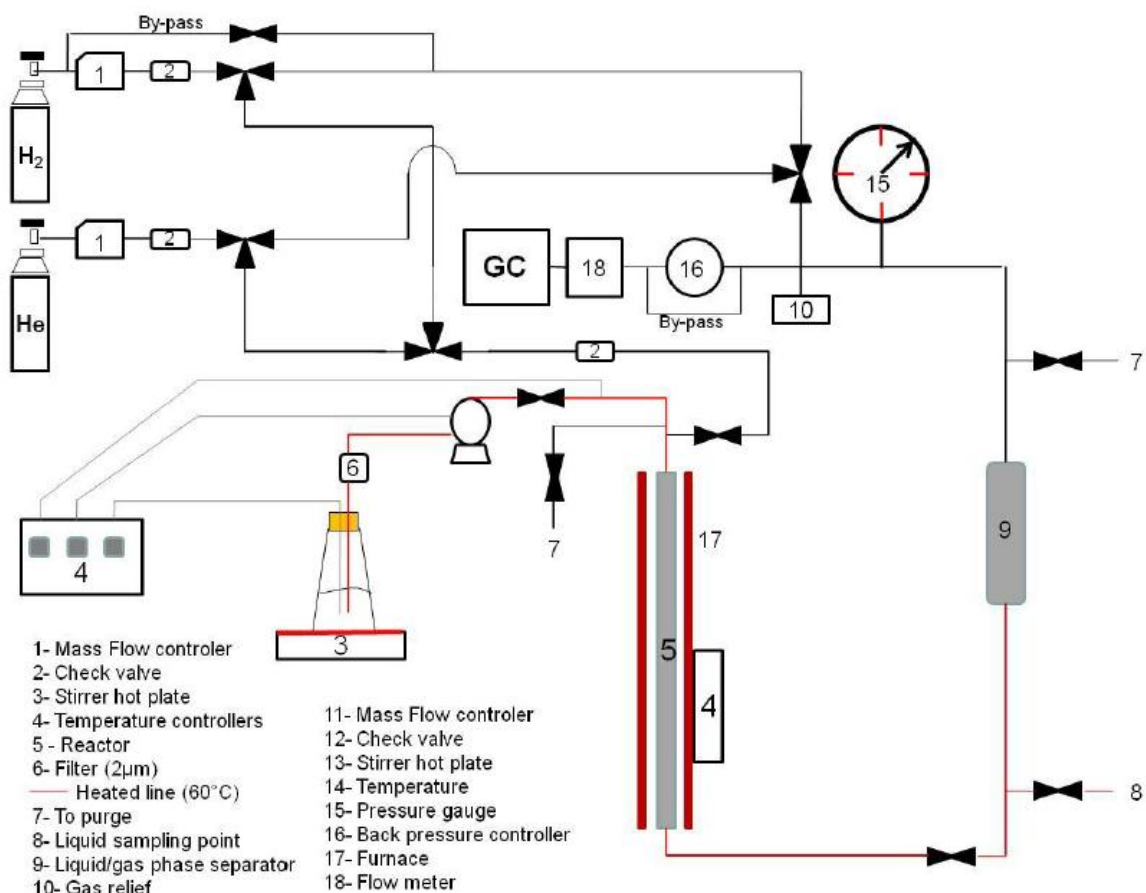 By-pass
1
2
H2
1
2
He
15
GC
18
16
10
By-pass
2
7
6
7
17
9
4
3
5
4
8
1- Mass Flow controler
2- Check valve
3- Stirrer hot plate
4- Temperature controllers
5 - Reactor
6- Filter (2µm)
Heated line (60°C)
7- To purge
8- Liquid sampling point
9- Liquid/gas phase separator
10- Gas relief
11- Mass Flow controler
12- Check valve
13- Stirrer hot plate
14- Temperature
15- Pressure gauge
16- Back pressure controller
17- Furnace
18- Flow meter